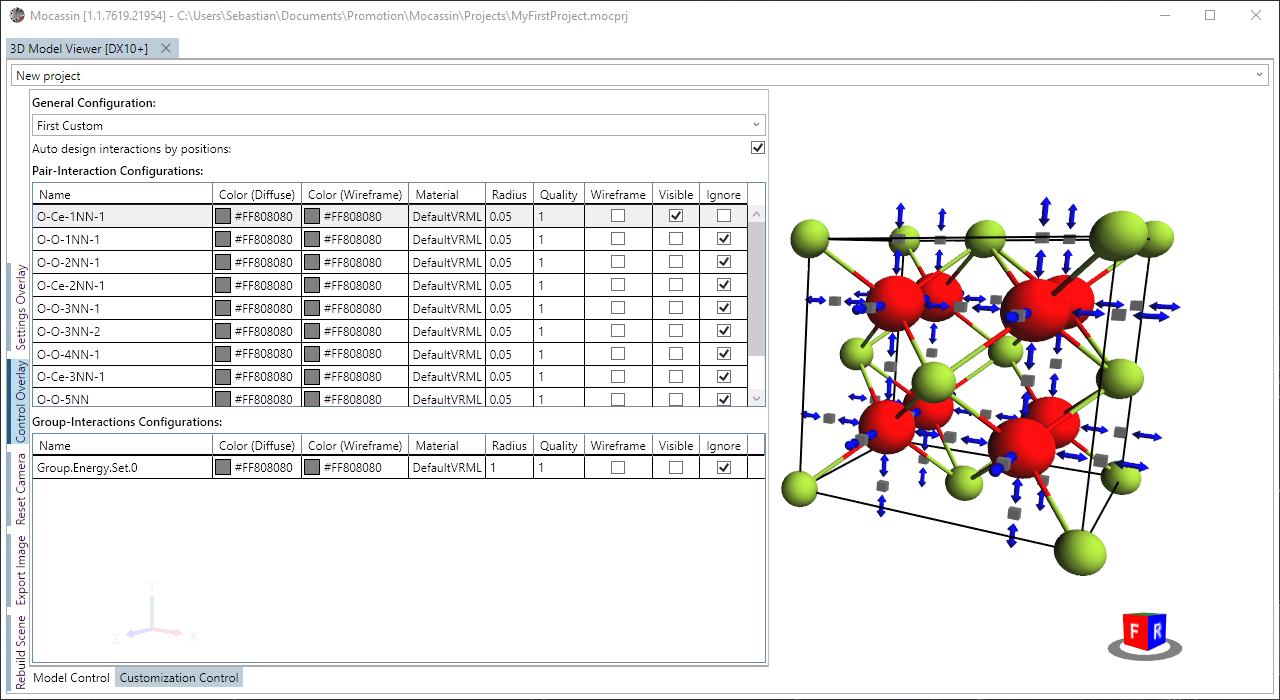 Mocassin [1.1.7619.21954] - C:\Users\Sebastian\Documents\Promotion\Mocassin\Projects\MyFirstProject.mocprj
3D Model Viewer [DX10+]
New project
General Configuration:
First Custom
Auto design interactions by positions:
Pair-Interaction Configurations:
Name Color (Diffuse) Color (Wireframe) Material Radius Quality Wireframe Visible Ignore
O-Ce-1NN-1 #FF808080 #FF808080 DefaultVRML 0.05 1
O-O-1NN-1 #FF808080 #FF808080 DefaultVRML 0.05 1
O-O-2NN-1 #FF808080 #FF808080 DefaultVRML 0.05 1
O-Ce-2NN-1 #FF808080 #FF808080 DefaultVRML 0.05 1
O-O-3NN-1 #FF808080 #FF808080 DefaultVRML 0.05 1
O-O-3NN-2 #FF808080 #FF808080 DefaultVRML 0.05 1
O-O-4NN-1 #FF808080 #FF808080 DefaultVRML 0.05 1
O-Ce-3NN-1 #FF808080 #FF808080 DefaultVRML 0.05 1
O-O-5NN #FF808080 #FF808080 DefaultVRML 0.05 1
Group-Interactions Configurations:
Name Color (Diffuse) Color (Wireframe) Material Radius Quality Wireframe Visible Ignore
Group.Energy.Set.0 #FF808080 #FF808080 DefaultVRML 1 1
Settings Overlay
Control Overlay
Reset Camera
Export Image
Rebuild Scene
Y
Z
X
F R
Model Control Customization Control